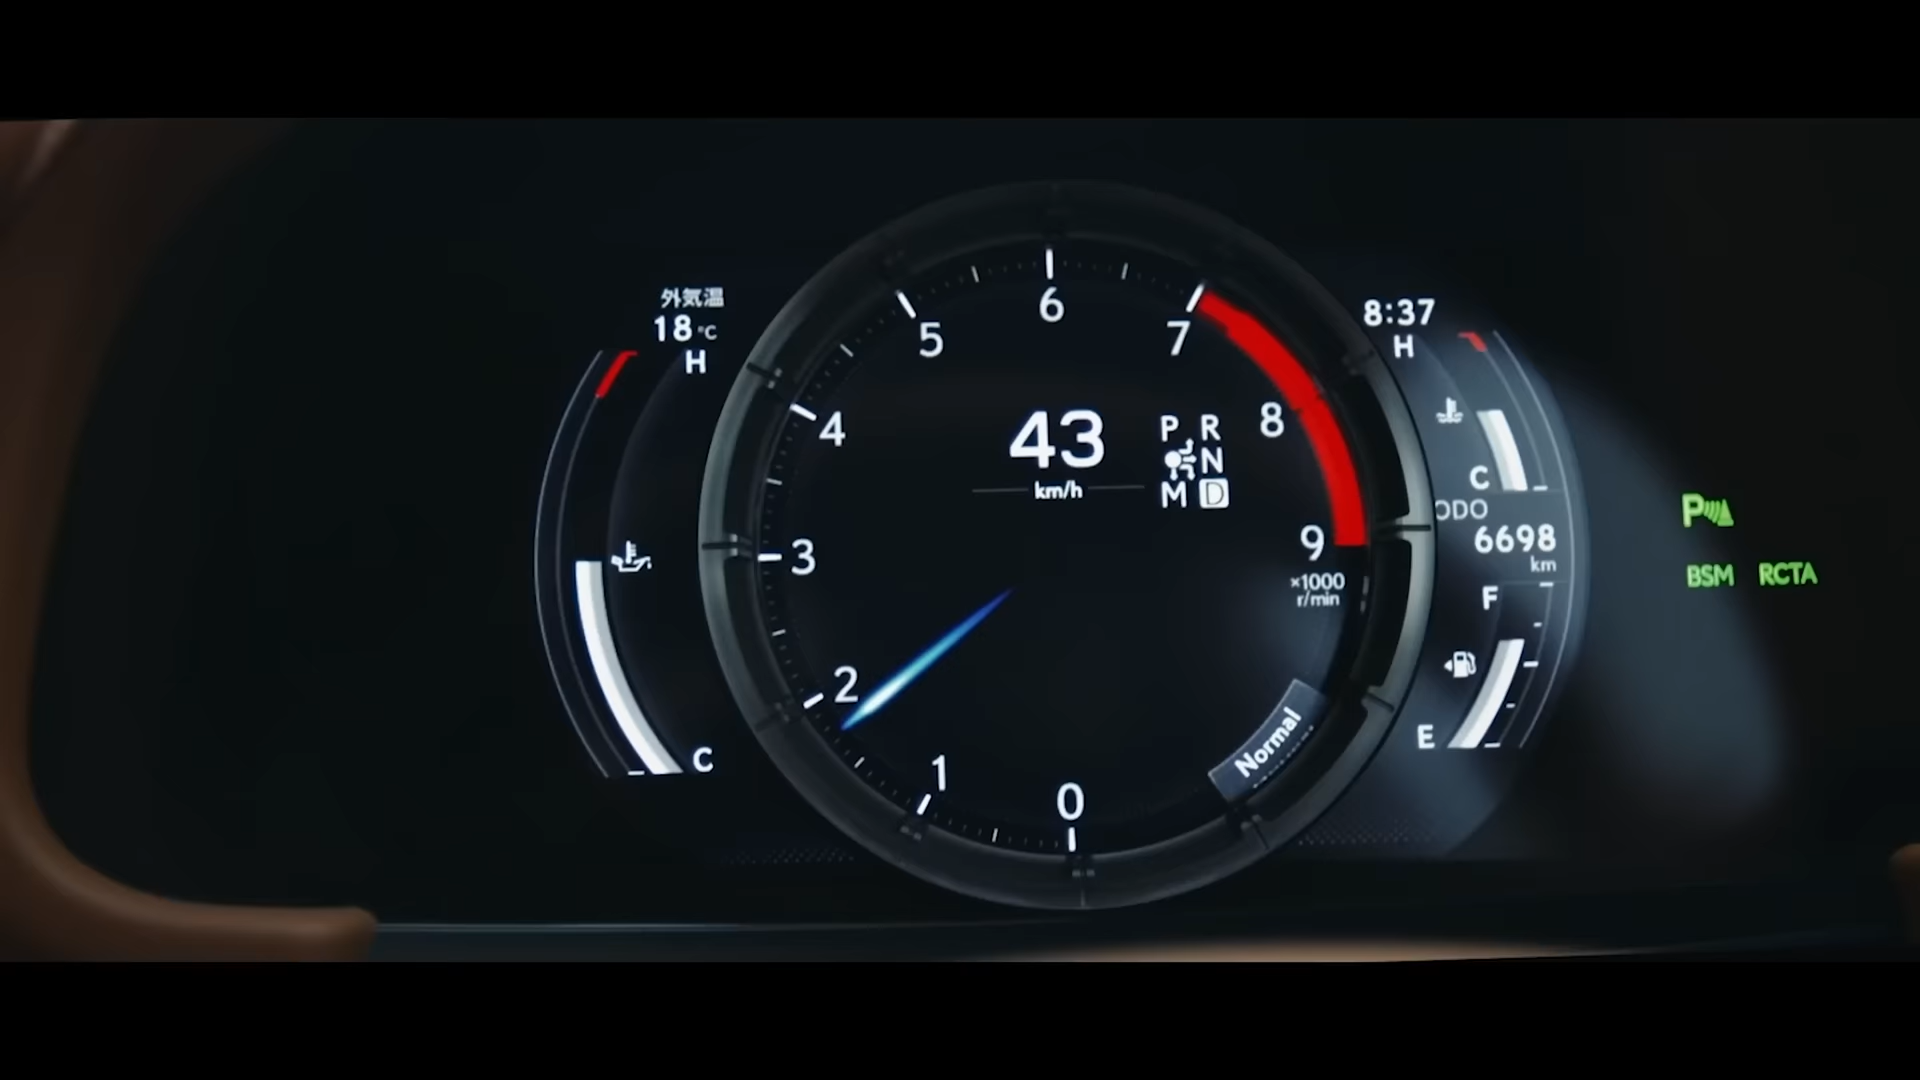 外気温
18°C
H
C
6
5
7
4
8
3
9
2
1
0
43
km/h
P R
N
M D
×1000
r/min
Normal
8:37
H
C
ODO
6698
km
F
E
P
BSM RCTA